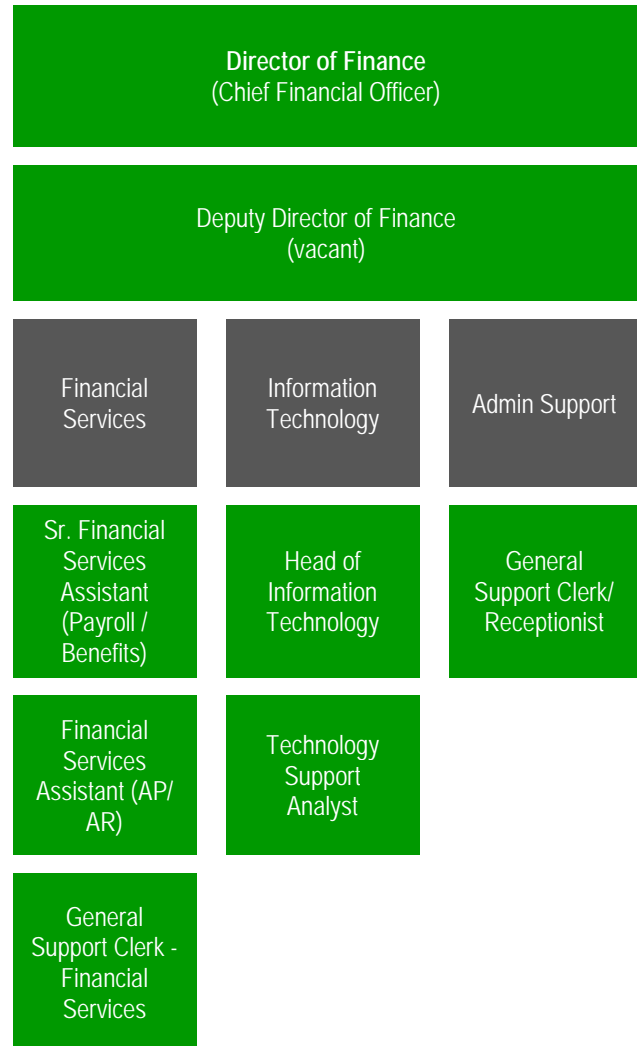 Director of Finance
(Chief Financial Officer)
Deputy Director of Finance
(vacant)
Financial
Services
Information
Technology
Admin Support
Sr. Financial
Services
Assistant
(Payroll /
Benefits)
Head of
Information
Technology
General
Support Clerk/
Receptionist
Financial
Services
Assistant (AP/
AR)
Technology
Support
Analyst
General
Support Clerk -
Financial
Services